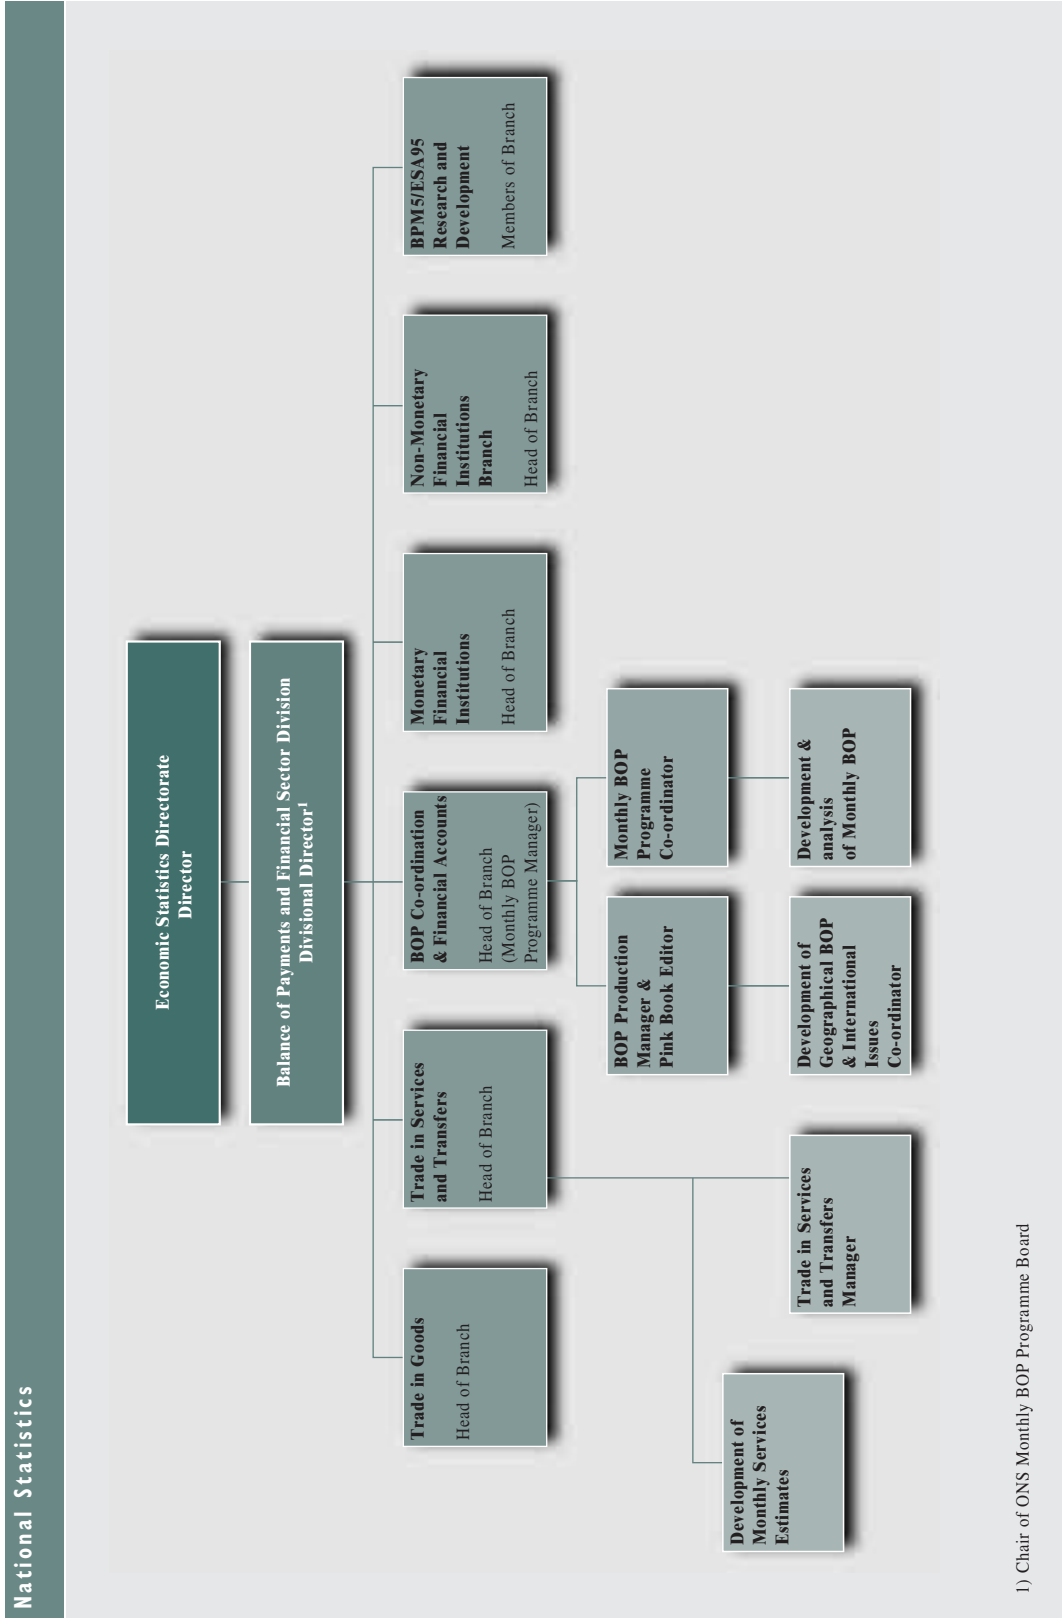 National Statistics
Economic Statistics Directorate
Director
Balance of Payments and Financial Sector Division
Divisional Director1
Trade in Goods
Head of Branch
Trade in Services
and Transfers
Head of Branch
BOP Co-ordination
& Financial Accounts
Head of Branch
(Monthly BOP
Programme Manager)
Monetary
Financial
Institutions
Head of Branch
Non-Monetary
Financial
Institutions
Branch
Head of Branch
BPM5/ESA95
Research and
Development
Members of Branch
BOP Production
Manager &
Pink Book Editor
Monthly BOP
Programme
Co-ordinator
Development of
Monthly Services
Estimates
Trade in Services
and Transfers
Manager
Development of
Geographical BOP
& International
Issues
Co-ordinator
Development &
analysis
of Monthly BOP
1) Chair of ONS Monthly BOP Programme Board